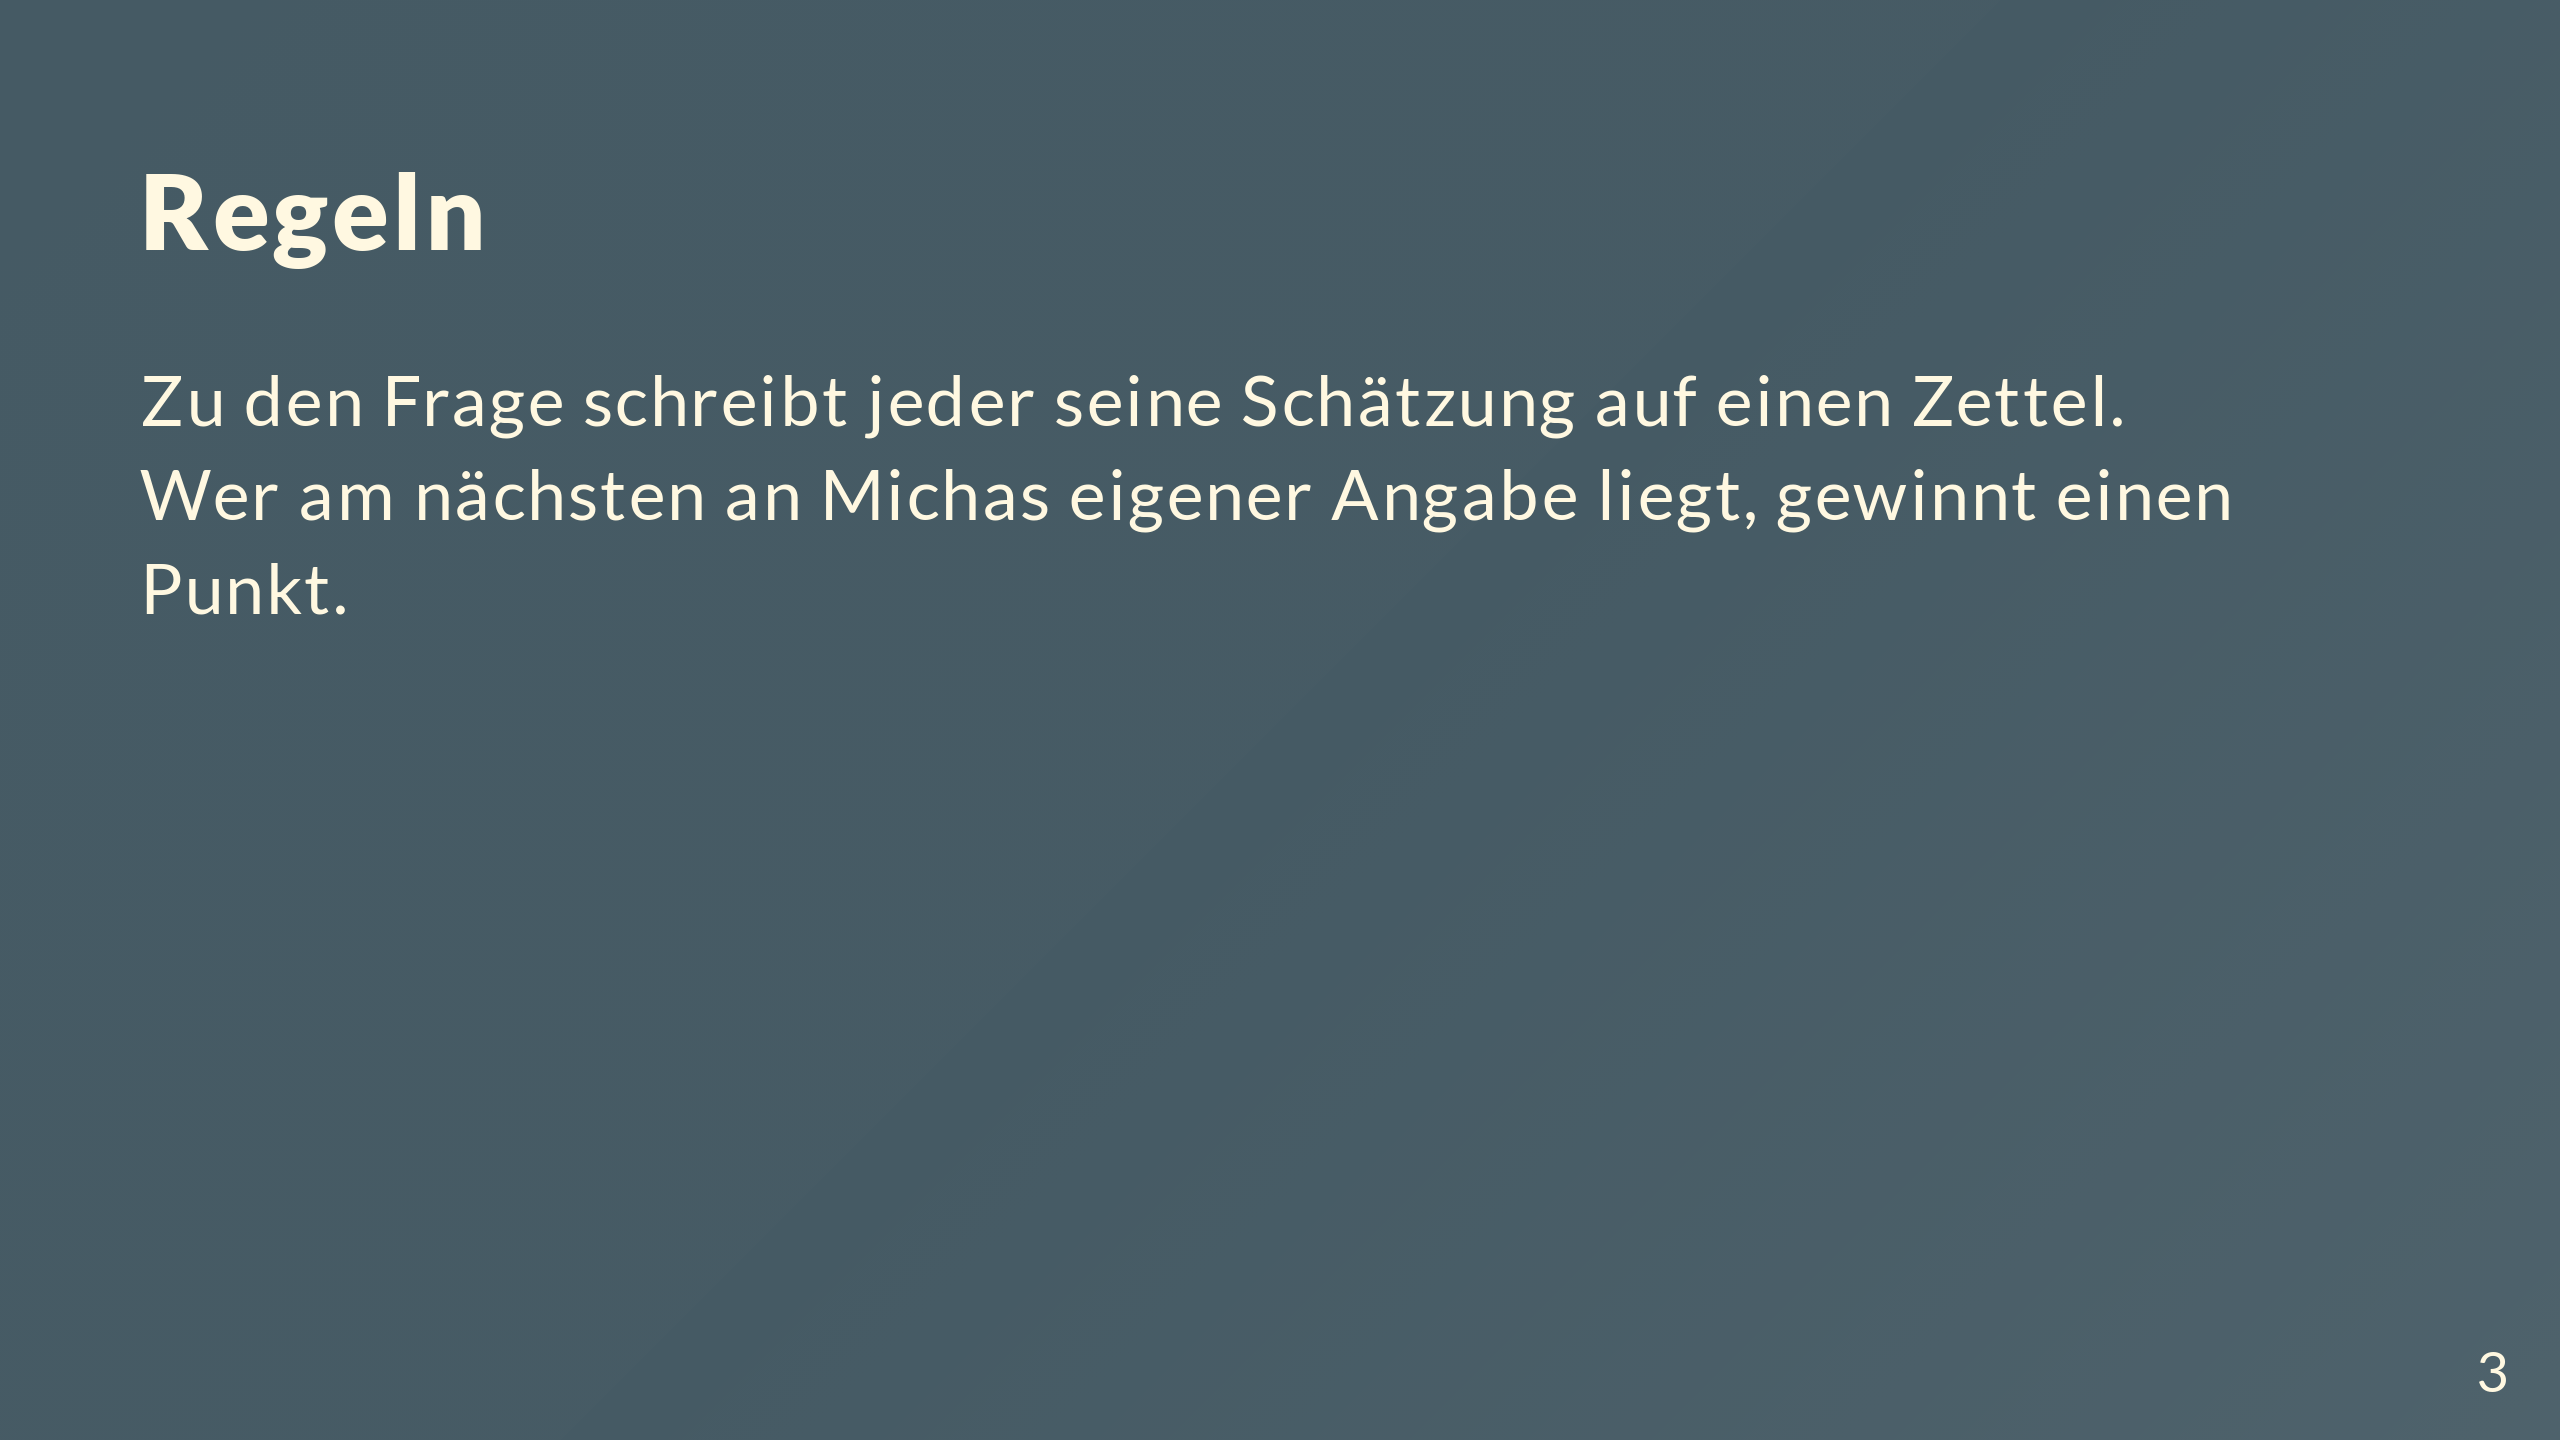 Regeln
Zu den Frage schreibt jeder seine Schätzung auf einen Zettel.
Wer am nächsten an Michas eigener Angabe liegt, gewinnt einen
Punkt.
3